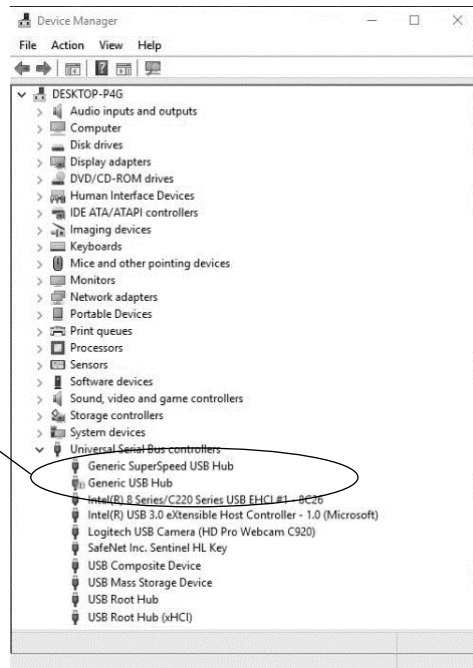 Device Manager
File Action View Help
DESKTOP-P4G
Audio inputs and outputs
Computer
Disk drives
Display adapters
DVD/CD-ROM drives
Human Interface Devices
IDE ATA/ATAPI controllers
Imaging devices
Keyboards
Mice and other pointing devices
Monitors
Network adapters
Portable Devices
Print queues
Processors
Sensors
Software devices
Sound, video and game controllers
Storage controllers
System devices
Universal Serial Bus controllers
Generic SuperSpeed USB Hub
Generic USB Hub
Intel(R) 8 Series/C220 Series USB EHCI #1 - 8C26
Intel(R) USB 3.0 eXtensible Host Controller - 1.0 (Microsoft)
Logitech USB Camera (HD Pro Webcam C920)
SafeNet Inc. Sentinel HL Key
USB Composite Device
USB Mass Storage Device
USB Root Hub
USB Root Hub (xHCI)